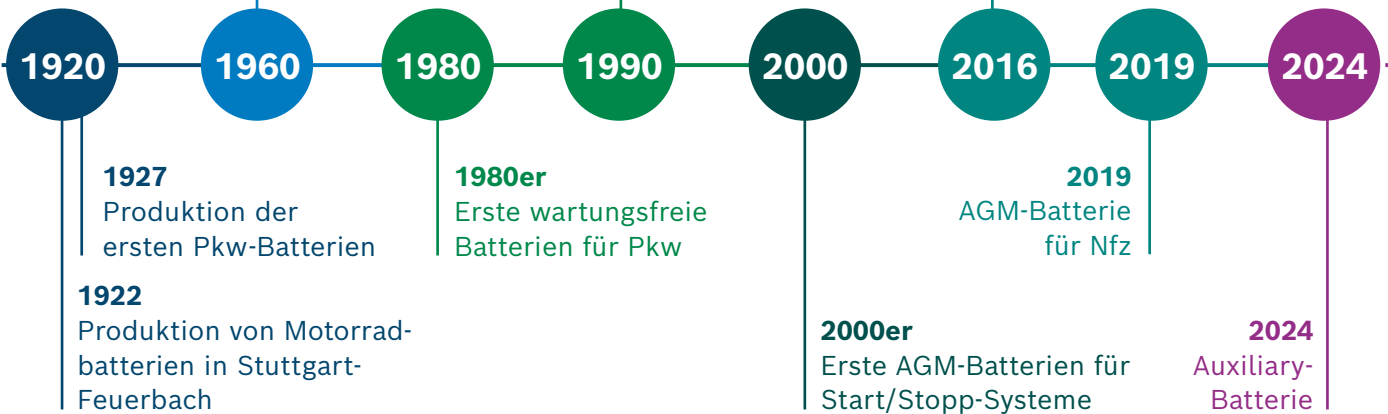 1920
1960
1980
1990
2000
2016
2019
2024
1927
Produktion der
ersten Pkw-Batterien
1922
Produktion von Motorrad-
batterien in Stuttgart-
Feuerbach
1980er
Erste wartungsfreie
Batterien für Pkw
2000er
Erste AGM-Batterien für
Start/Stopp-Systeme
2019
AGM-Batterie
für Nfz
2024
Auxiliary-
Batterie